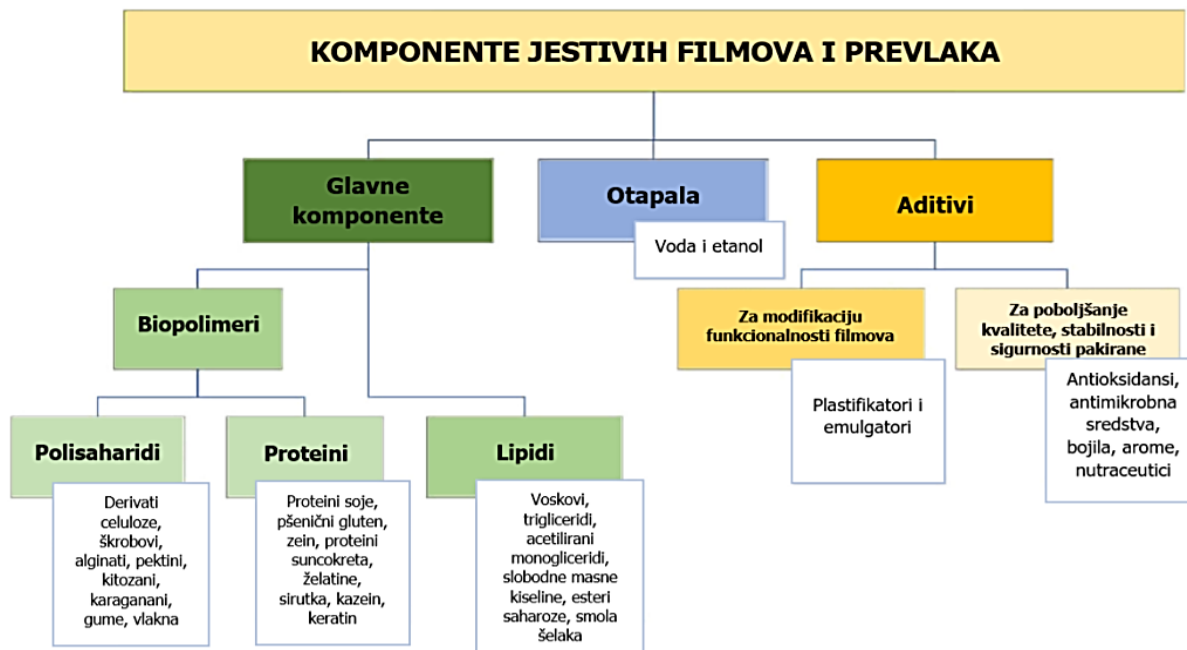 KOMPONENTE JESTIVIH FILMOVA I PREVLAKA
Glavne
komponente
Otapala
Voda i etanol
Aditivi
Biopolimeri
Za modifikaciju
funkcionalnosti filmova
Plastifikatori i
emulgatori
Za poboljšanje
kvalitete, stabilnosti i
sigurnosti pakirane
Antioksidansi,
antimikrobna
sredstva,
bojila, arome,
nutraceutici
Polisaharidi
Derivati
celuloze,
škrobovi,
alginati, pektini,
kitozani,
karaganani,
gume, vlakna
Proteini
Proteini soje,
pšenični gluten,
zein, proteini
suncokreta,
želatine,
sirutka, kazein,
keratin
Lipidi
Voskovi,
trigliceridi,
acetilirani
monogliceridi,
slobodne masne
kiseline, esteri
saharoze, smola
šelaka